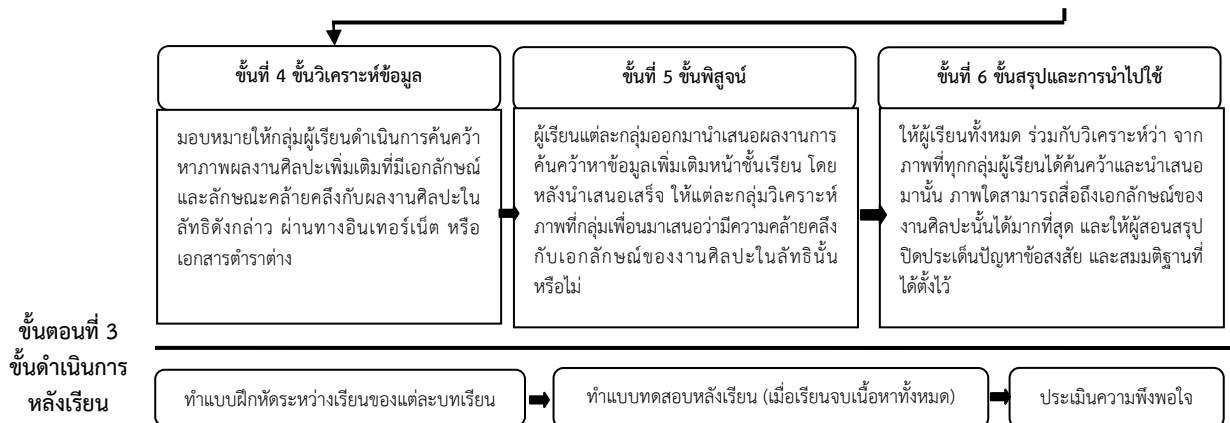 ขั้นที่ 4 ขั้นวิเคราะห์ข้อมูล
มอบหมายให้กลุ่มผู้เรียนดำเนินการค้นคว้า
หาภาพผลงานศิลปะเพิ่มเติมที่มีเอกลักษณ์
และลักษณะคล้ายคลึงกับผลงานศิลปะใน
ลัทธิดังกล่าว ผ่านทางอินเทอร์เน็ต หรือ
เอกสารตำราต่าง
ขั้นที่ 5 ขั้นพิสูจน์
ผู้เรียนแต่ละกลุ่มออกมานำเสนอผลงานการ
ค้นคว้าหาข้อมูลเพิ่มเติมหน้าชั้นเรียน โดย
หลังนำเสนอเสร็จ ให้แต่ละกลุ่มวิเคราะห์
ภาพที่กลุ่มเพื่อนมาเสนอว่ามีความคล้ายคลึง
กับเอกลักษณ์ของงานศิลปะในลัทธินั้น
หรือไม่
ขั้นที่ 6 ขั้นสรุปและการนำไปใช้
ให้ผู้เรียนทั้งหมด ร่วมกับวิเคราะห์ว่า จาก
ภาพที่ทุกกลุ่มผู้เรียนได้ค้นคว้าและนำเสนอ
มานั้น ภาพใดสามารถสื่อถึงเอกลักษณ์ของ
งานศิลปะนั้นได้มากที่สุด และให้ผู้สอนสรุป
ปิดประเด็นปัญหาข้อสงสัย และสมมติฐานที่
ได้ตั้งไว้
ขั้นตอนที่ 3
ขั้นดำเนินการ
หลังเรียน
ทำแบบฝึกหัดระหว่างเรียนของแต่ละบทเรียน
ทำแบบทดสอบหลังเรียน (เมื่อเรียนจบเนื้อหาทั้งหมด)
ประเมินความพึงพอใจ